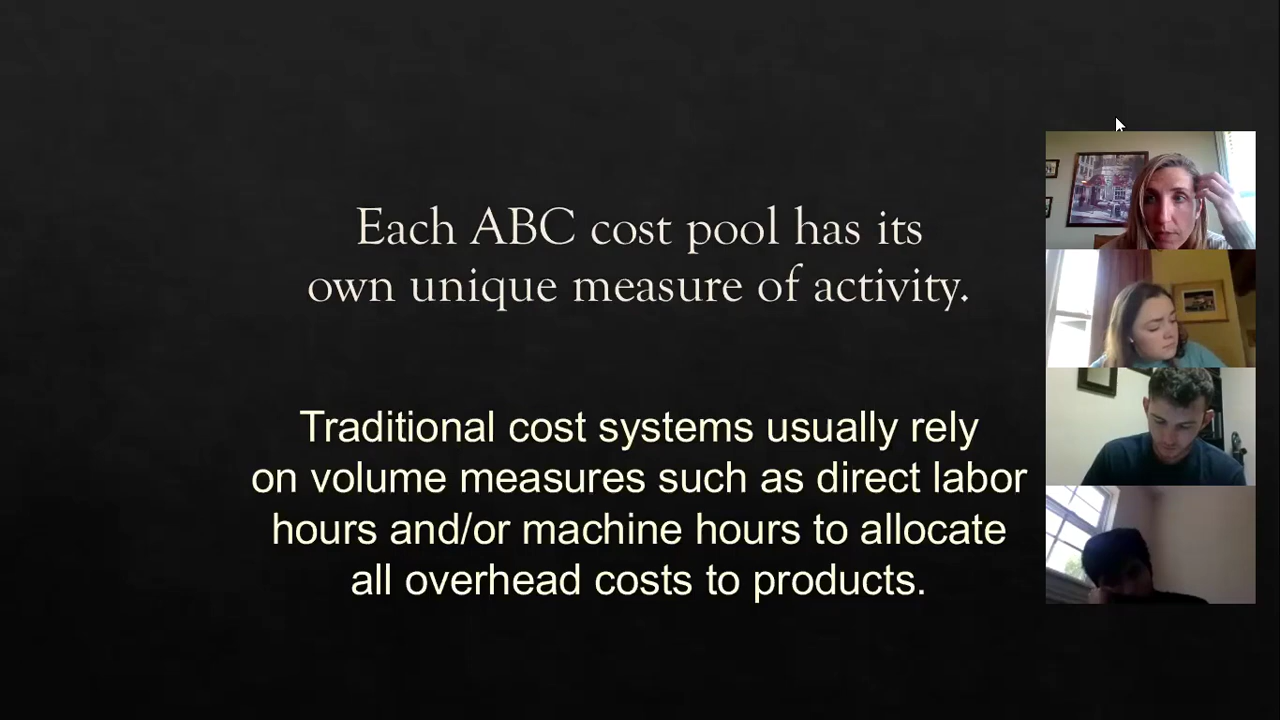 Each ABC cost pool has its
own unique measure of activity.
Traditional cost systems usually rely
on volume measures such as direct labor
hours and/or machine hours to allocate
all overhead costs to products.